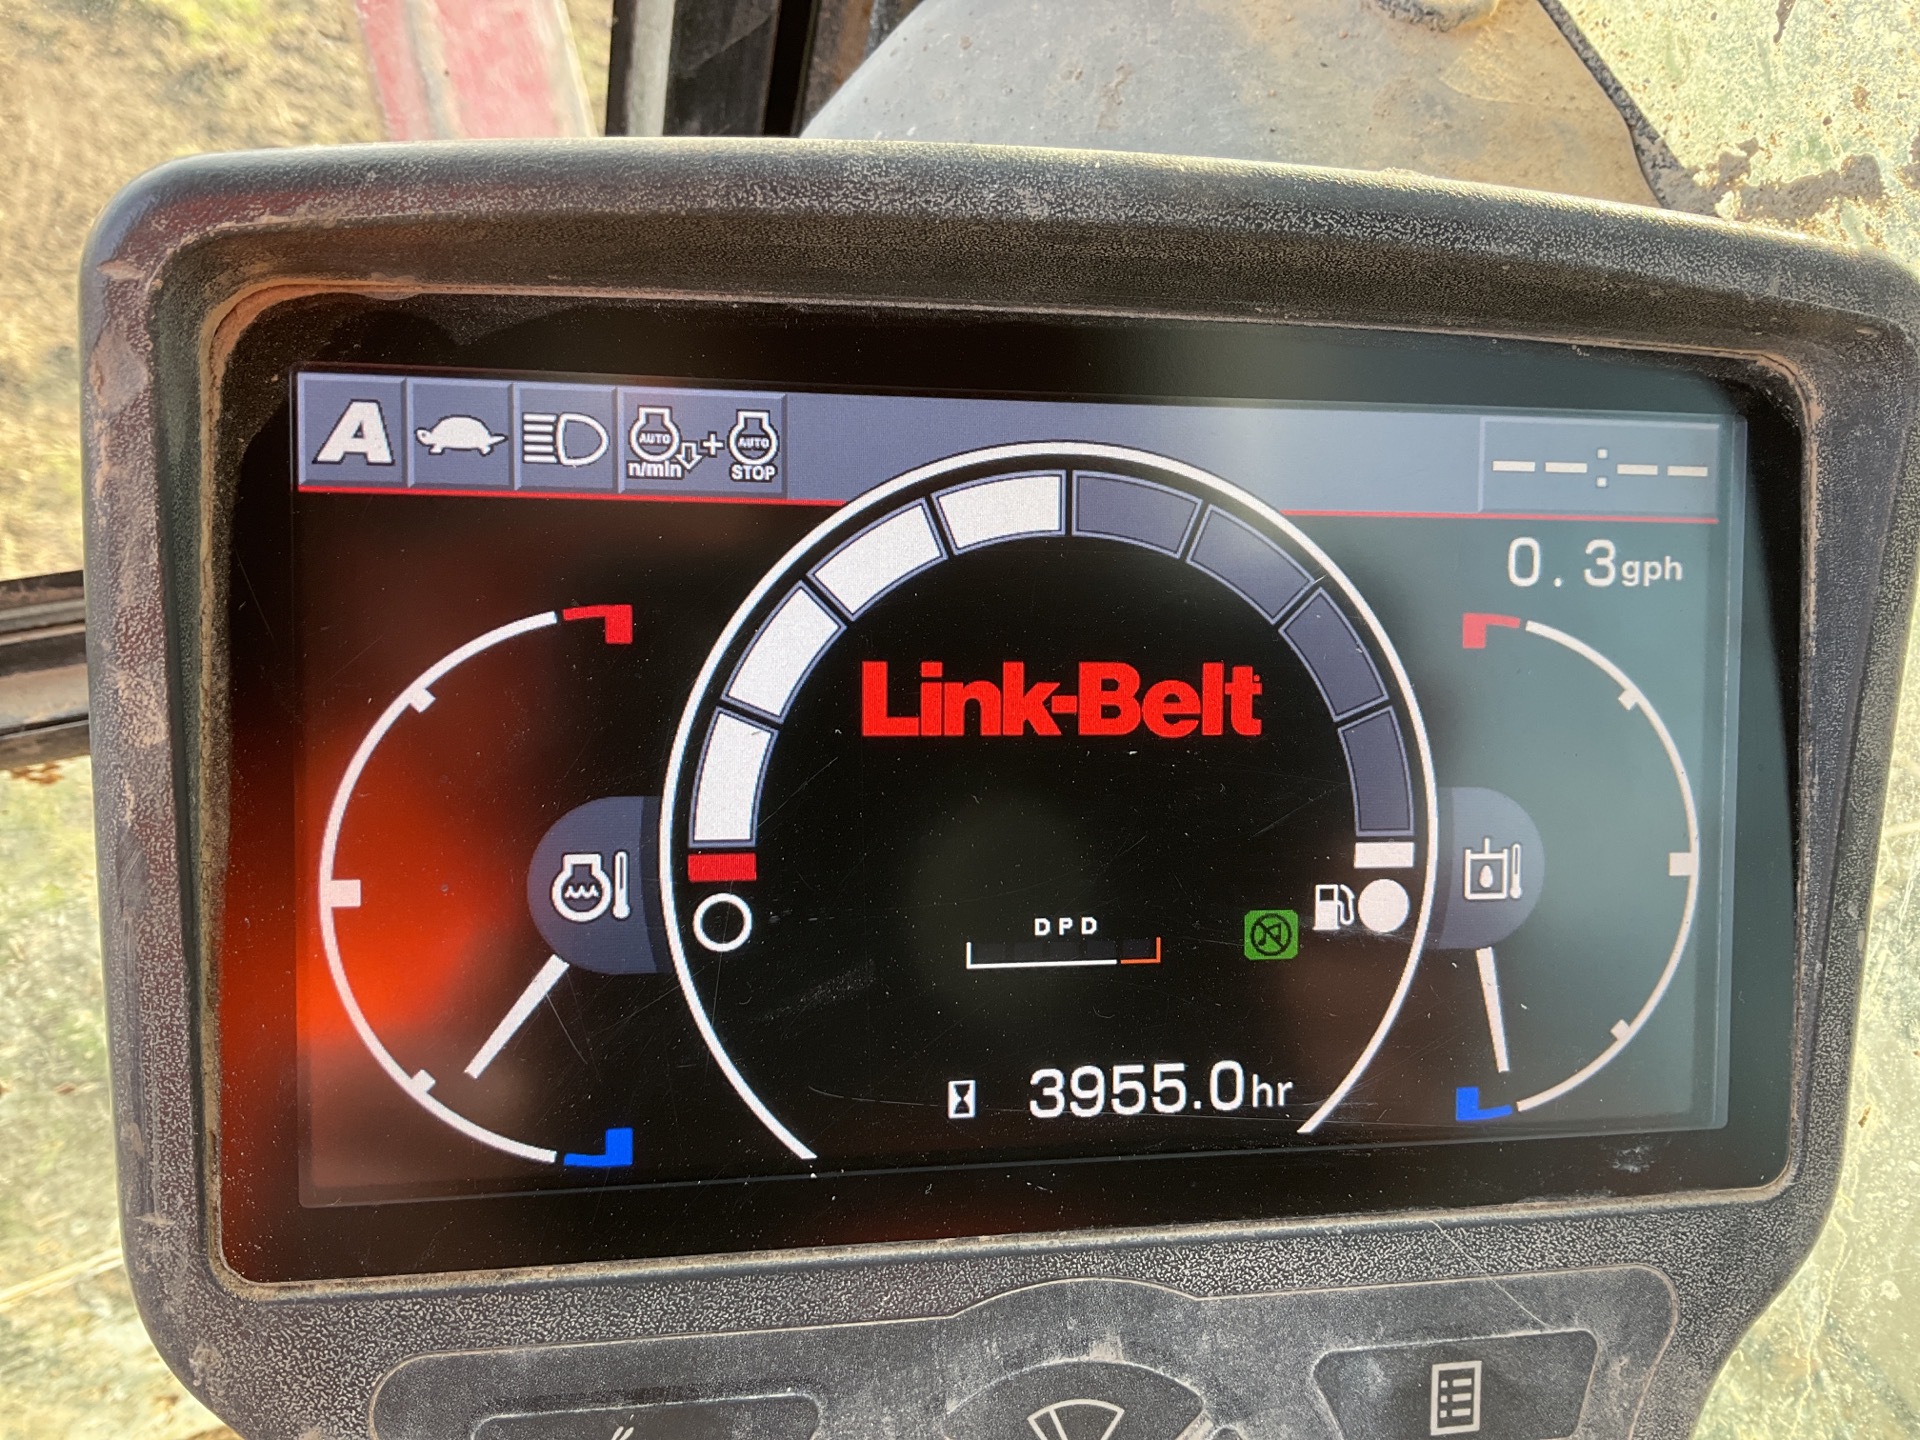 A
AUTO
n/min
+
AUTO
STOP
-- -- : -- --
0.3gph
Link-Belt
DPD
3955.0hr